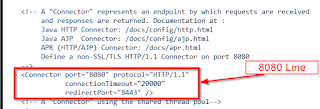 <!-- A "Connector" represents an endpoint by which requests are received
and responses are returned. Documentation at :
Java HTTP Connector: /docs/config/http.html
Java AJP Connector: /docs/config/ajp.html
APR (HTTP/AJP) Connector: /docs/apr.html
Define a non-SSL/TLS HTTP/1.1 Connector on port 8080
-->
<Connector port="8080" protocol="HTTP/1.1"
connectionTimeout="20000"
redirectPort="8443" />
<!-- A "Connector" using the shared thread pool-->
8080 Line